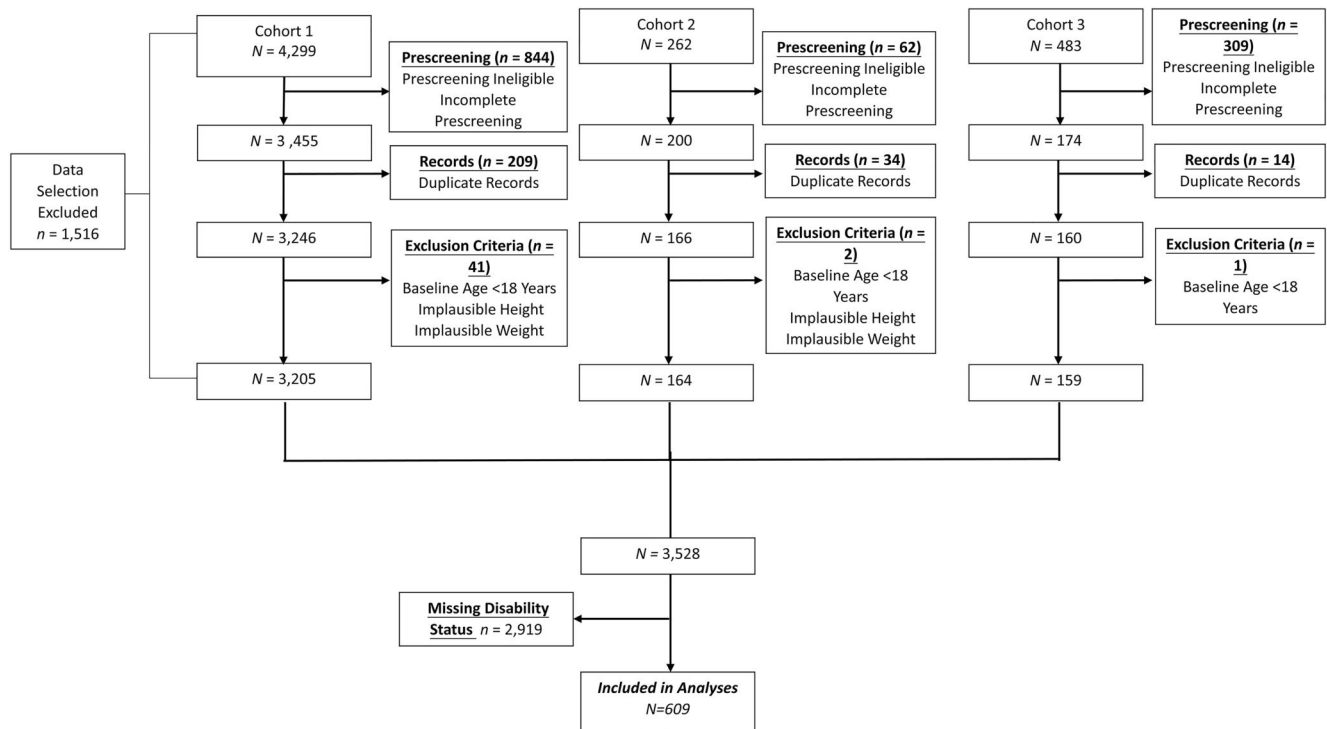 Cohort 1
N = 4,299
Prescreening (n = 844)
Prescreening Ineligible
Incomplete
Prescreening
N = 3 ,455
Records (n = 209)
Duplicate Records
N = 3,246
Exclusion Criteria (n =
41)
Baseline Age <18 Years
Implausible Height
Implausible Weight
N = 3,205
Data
Selection
Excluded
n = 1,516
Cohort 2
N = 262
Prescreening (n = 62)
Prescreening Ineligible
Incomplete
Prescreening
N = 200
Records (n = 34)
Duplicate Records
N = 166
Exclusion Criteria (n =
2)
Baseline Age <18
Years
Implausible Height
Implausible Weight
N = 164
Cohort 3
N = 483
Prescreening (n =
309)
Prescreening Ineligible
Incomplete
Prescreening
N = 174
Records (n = 14)
Duplicate Records
N = 160
Exclusion Criteria (n =
1)
Baseline Age <18
Years
N = 159
N = 3,528
Missing Disability
Status n = 2,919
Included in Analyses
N=609